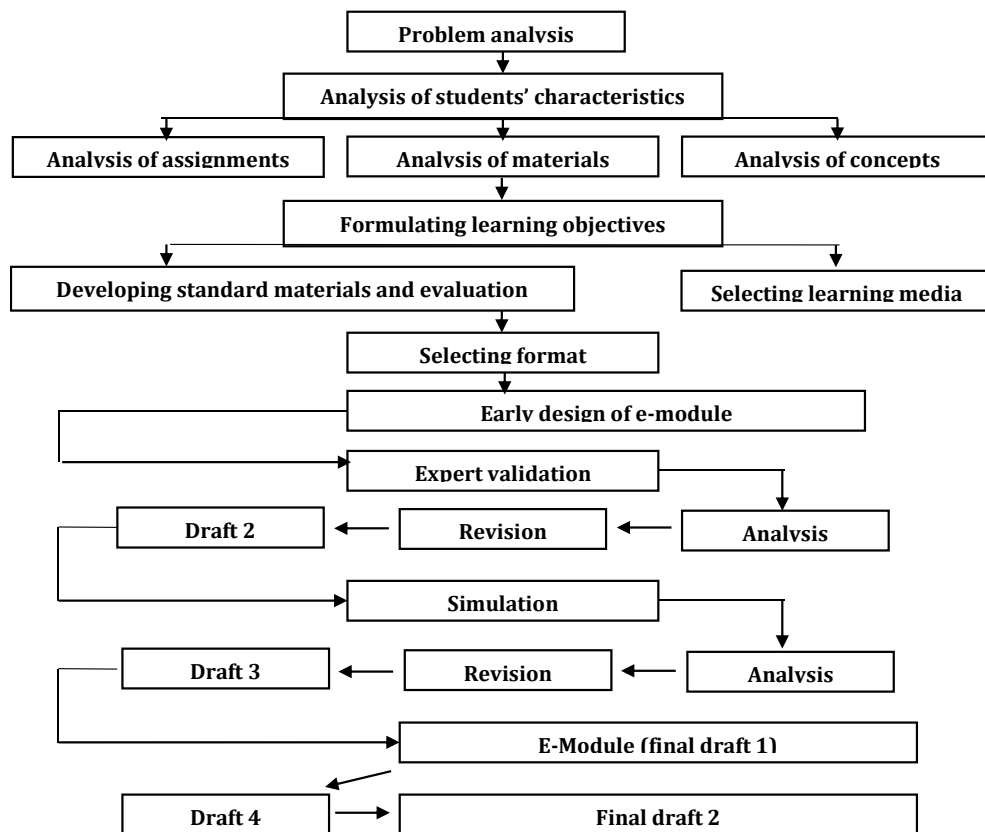 Problem analysis
Analysis of students’ characteristics
Analysis of assignments
Analysis of materials
Analysis of concepts
Formulating learning objectives
Developing standard materials and evaluation
Selecting learning media
Selecting format
Early design of e-module
Expert validation
Draft 2
Revision
Analysis
Simulation
Draft 3
Revision
Analysis
E-Module (final draft 1)
Draft 4
Final draft 2